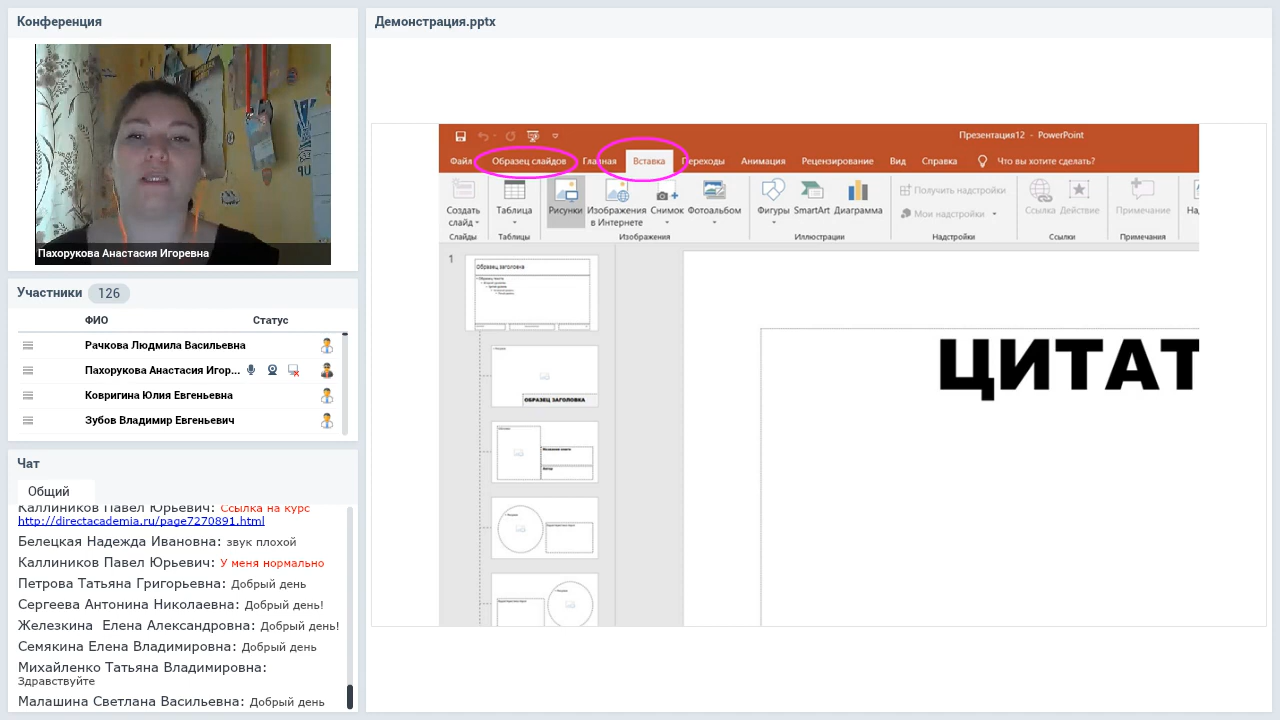 Конференция
Пахорукова Анастасия Игоревна
Участники 126
ФИО Статус
Рачкова Людмила Васильевна
Пахорукова Анастасия Игор...
Ковригина Юлия Евгеньевна
Зубов Владимир Евгеньевич
Чат
Общий
Каллиников Павел Юрьевич: Ссылка на курс
http://directacademia.ru/page7270891.html
Белецкая Надежда Ивановна: звук плохой
Каллиников Павел Юрьевич: У меня нормально
Петрова Татьяна Григорьевна: Добрый день
Сергеева Антонина Николаевна: Добрый день!
Железкина Елена Александровна: Добрый день!
Семякина Елена Владимировна: Добрый день
Михайленко Татьяна Владимировна:
Здравствуйте
Малашина Светлана Васильевна: Добрый день
Демонстрация.pptx
Презентация12 - PowerPoint
Файл Образец слайдов Главная Вставка Переходы Анимация Рецензирование Вид Справка Что вы хотите сделать?
Создать слайд
Таблица
Рисунки
Изображения в Интернете
Снимок
Фотоальбом
Фигуры
SmartArt
Диаграмма
Получить надстройки
Мои надстройки
Ссылка
Действие
Примечание
Слайды Таблицы Изображения Иллюстрации Надстройки Ссылки Примечания
1
Образец заголовка
ОБРАЗЕЦ ЗАГОЛОВКА
Название книги
Автор
ЦИТАТ